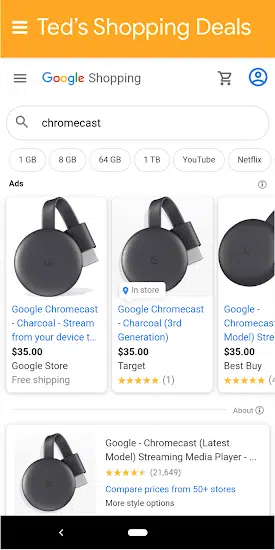 Ted's Shopping Deals
Google Shopping
chromecast
1 GB 8 GB 64 GB 1 TB YouTube Netflix
Ads
In store
Google Chromecast
- Charcoal - Stream
from your device t...
$35.00
Google Store
Free shipping
Google Chromecast
- Charcoal (3rd
Generation)
$35.00
Target
(1)
Google -
Chromecast
Model) Stre
$35.00
Best Buy
About
Google - Chromecast (Latest
Model) Streaming Media Player - ...
(21,649)
Compare prices from 50+ stores
More style options